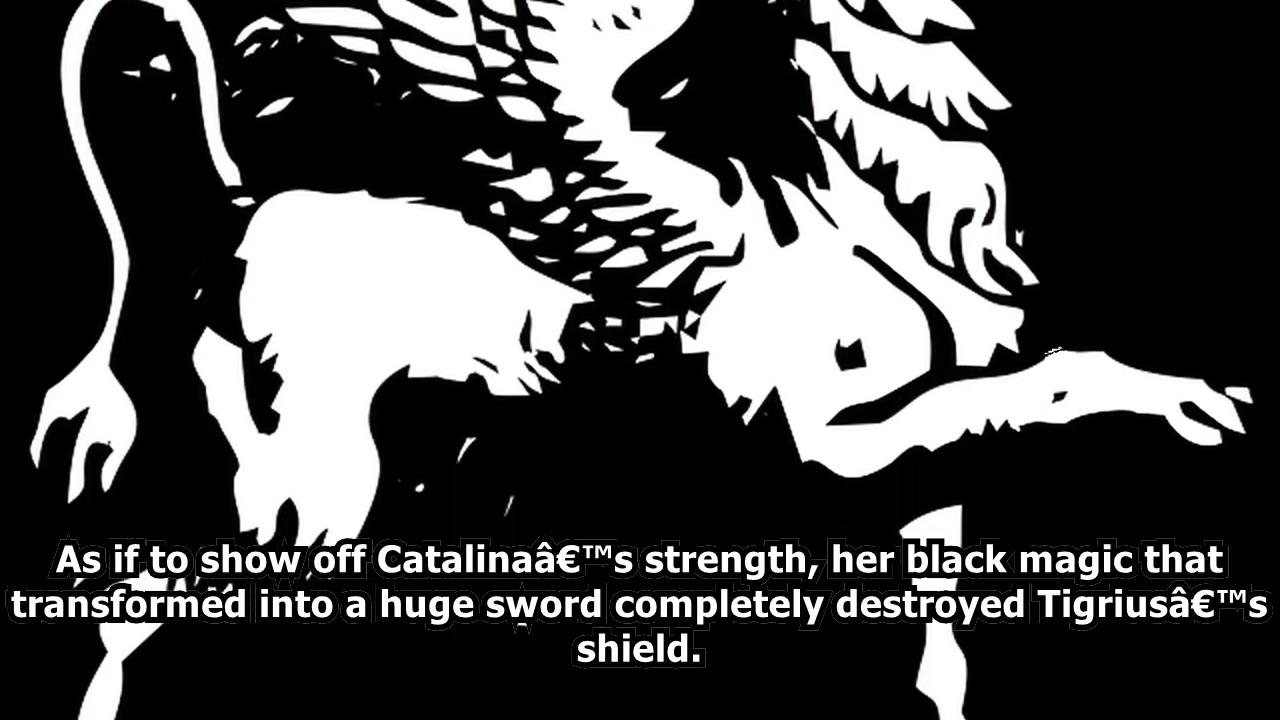 As if to show off Catalinaâ€™s strength, her black magic that
transformed into a huge sword completely destroyed Tigriusâ€™s
shield.